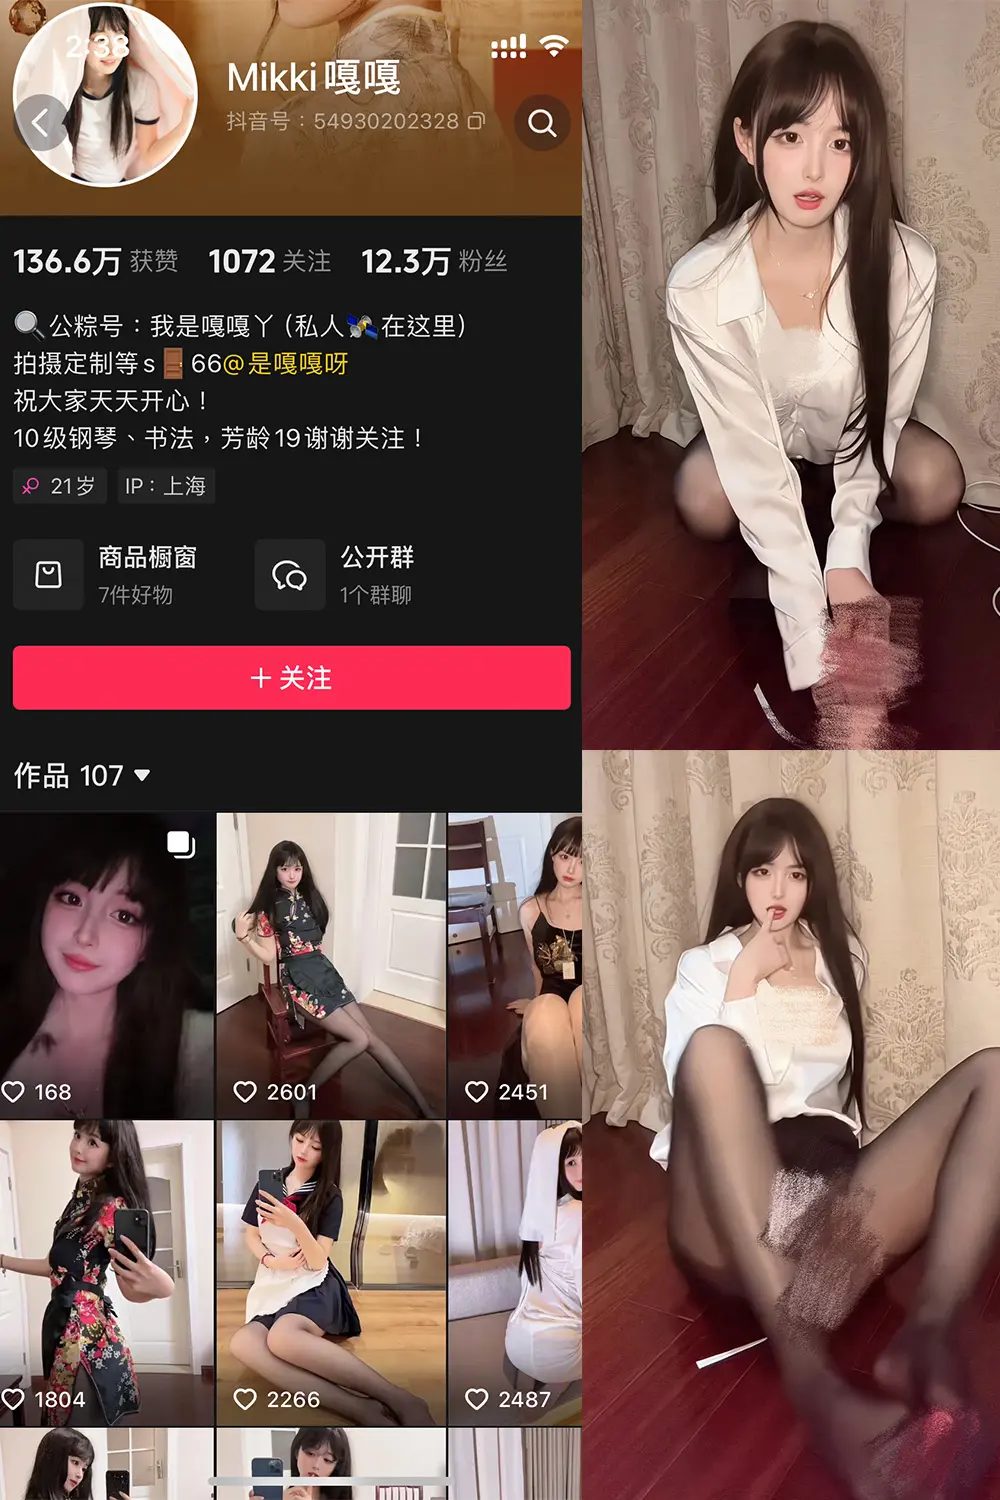 2:38
Mikki嘎嘎
抖音号：54930202328
136.6万 获赞 1072 关注 12.3万 粉丝
公粽号：我是嘎嘎丫 (私人🛰在这里)
拍摄定制等s🚪66@是嘎嘎呀
祝大家天天开心！
10级钢琴、书法，芳龄19谢谢关注！
21岁 IP：上海
商品橱窗 公开群
7件好物 1个群聊
+ 关注
作品 107
168 2601 2451
1804 2266 2487